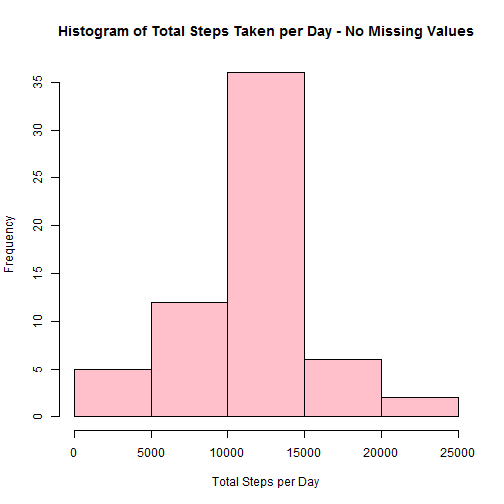 Histogram of Total Steps Taken per Day - No Missing Values
35
30
25
20
15
10
5
0
Frequency
0 5000 10000 15000 20000 25000
Total Steps per Day